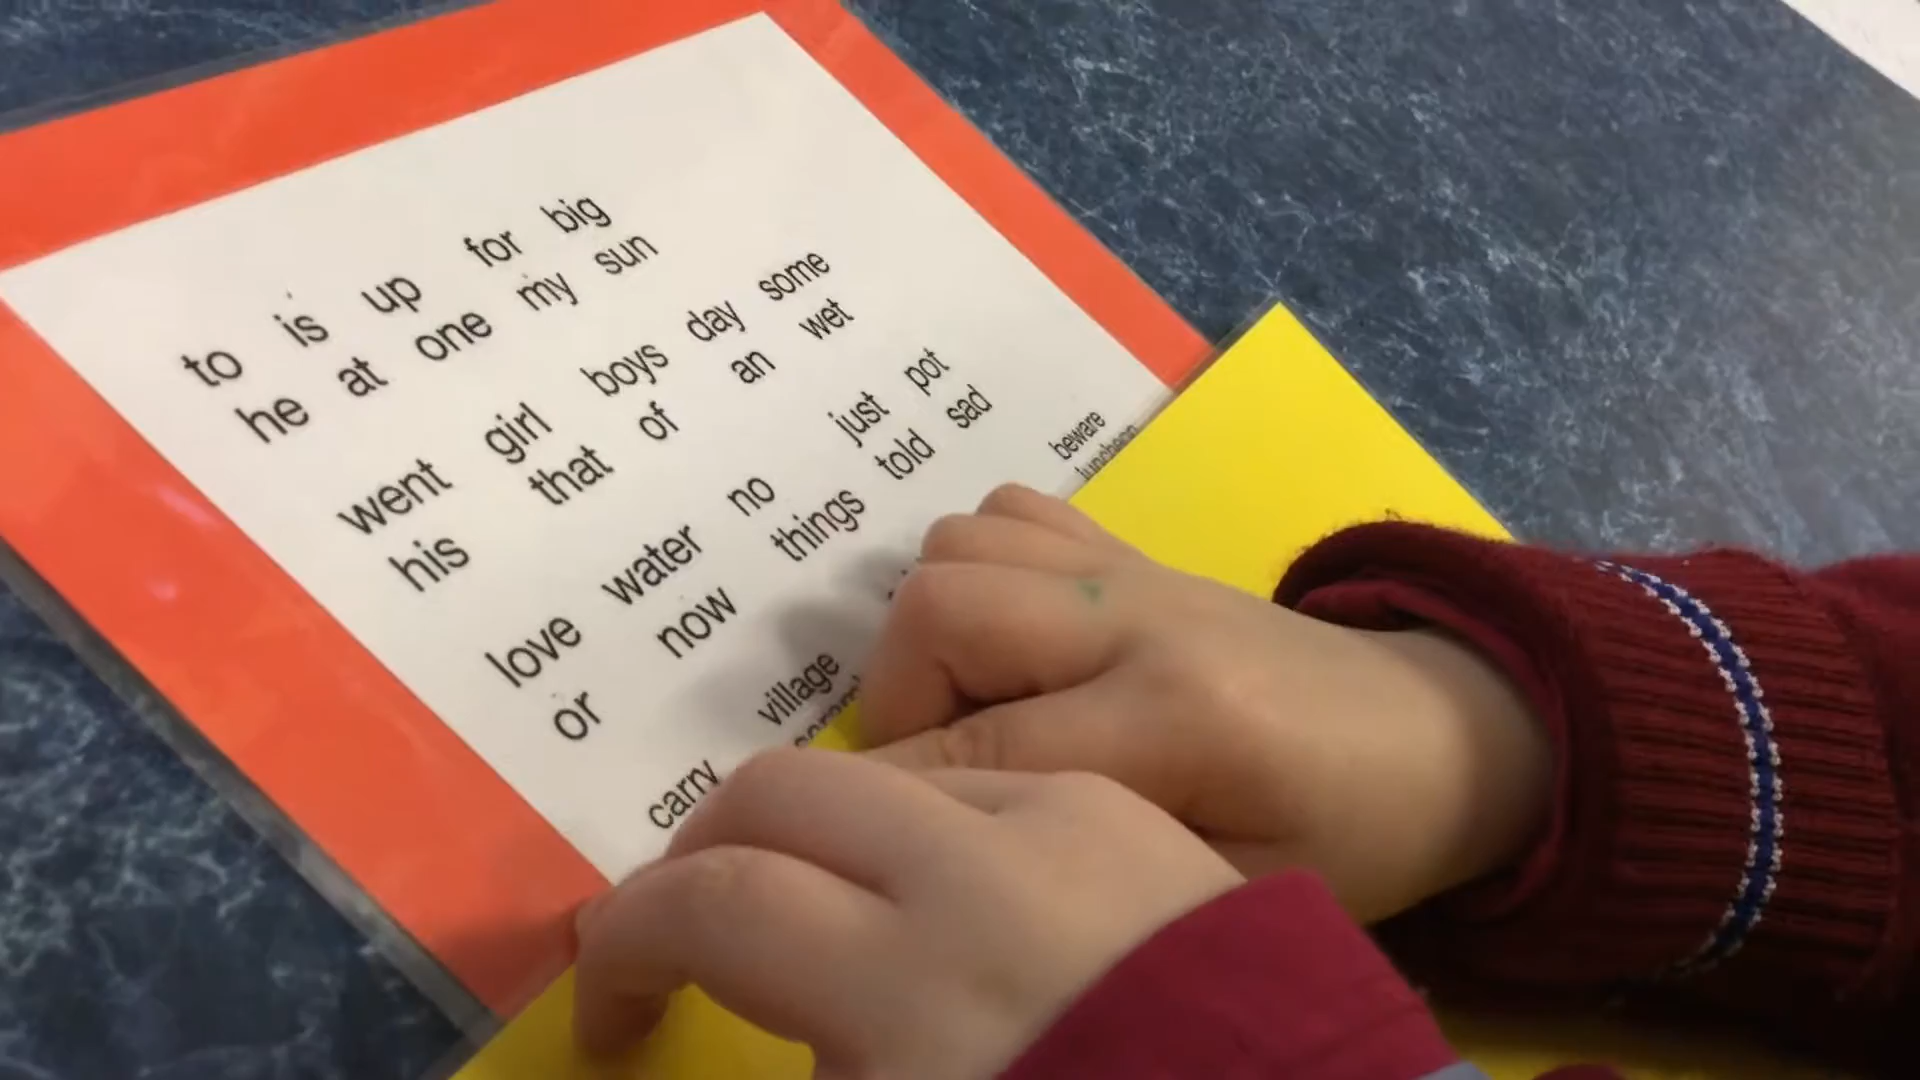 to is up for big
he at one my sun
went girl boys day some
his that of an wet
love water no just pot
or now things told sad
carry village beware